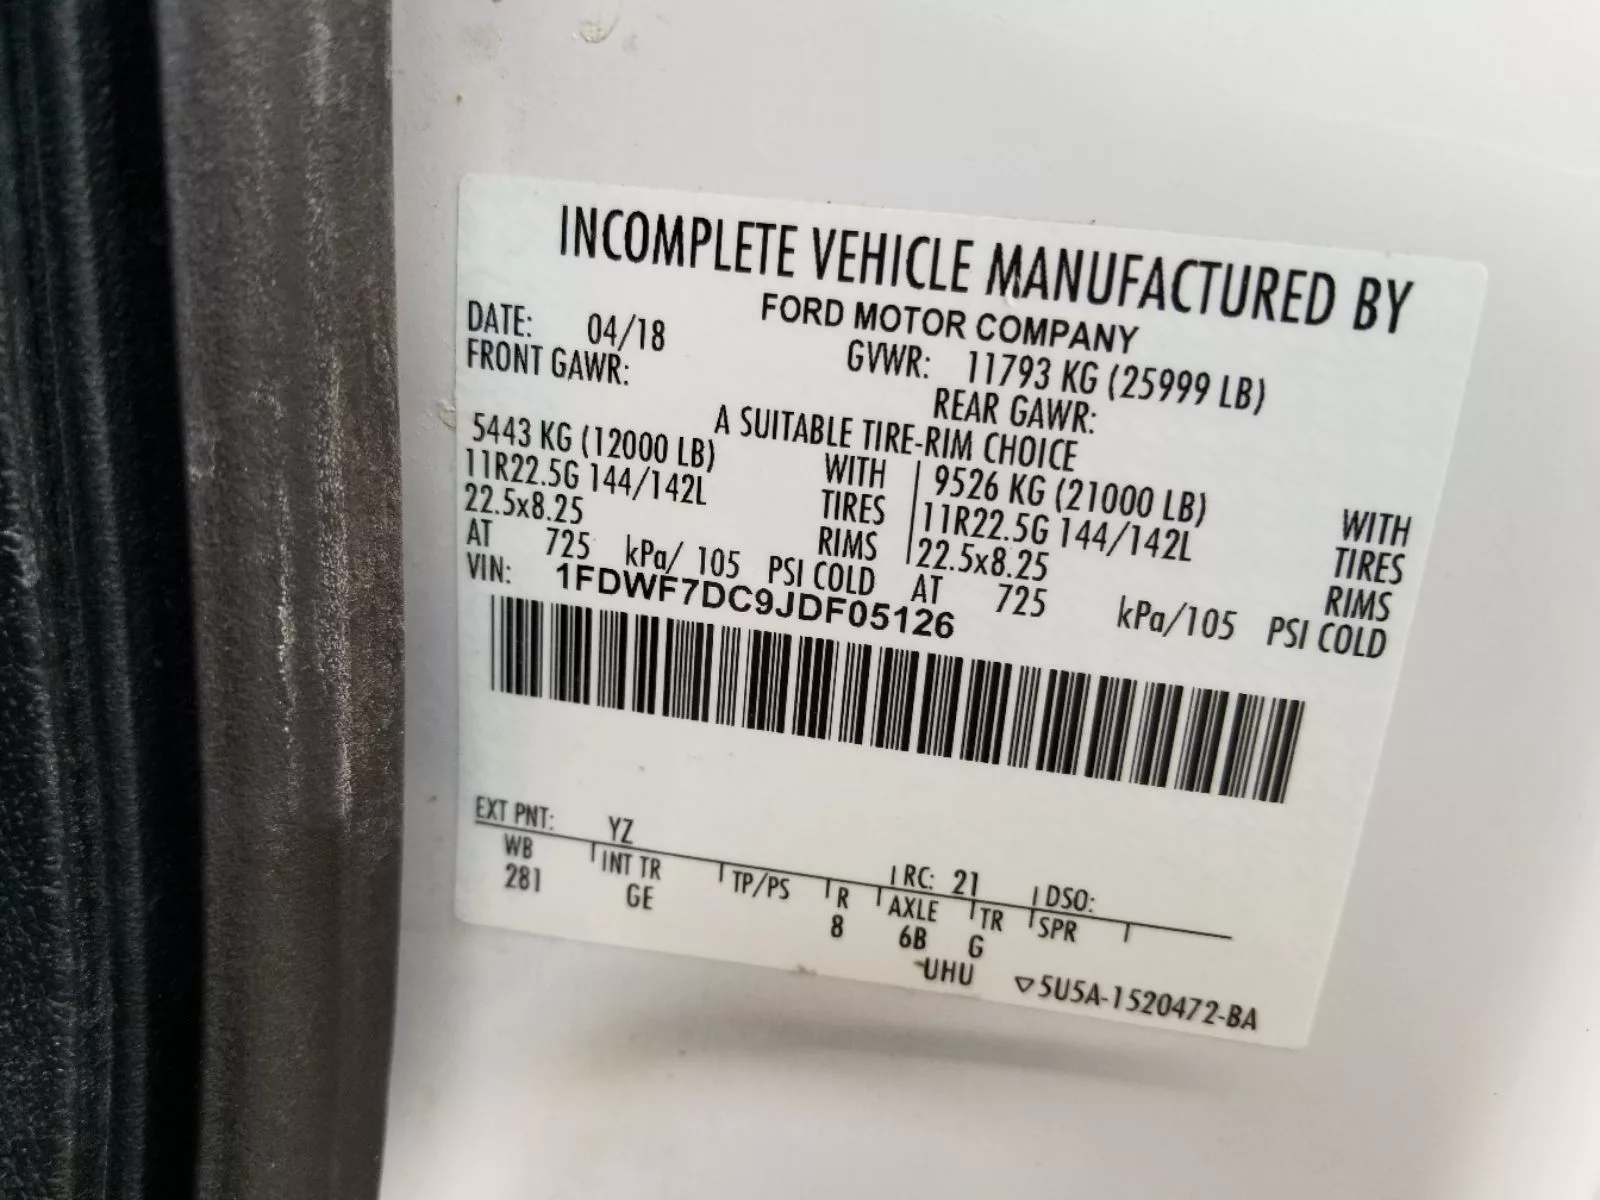 INCOMPLETE VEHICLE MANUFACTURED BY
FORD MOTOR COMPANY
DATE: 04/18 GVWR: 11793 KG (25999 LB)
FRONT GAWR: REAR GAWR:
A SUITABLE TIRE-RIM CHOICE
5443 KG (12000 LB) WITH 9526 KG (21000 LB) WITH
11R22.5G 144/142L TIRES 11R22.5G 144/142L TIRES
22.5x8.25 RIMS 22.5x8.25 RIMS
AT 725 kPa/ 105 PSI COLD AT 725 kPa/105 PSI COLD
VIN: 1FDWF7DC9JDF05126
EXT PNT: YZ RC: 21 DSO:
WB INT TR TP/PS R AXLE TR SPR
281 GE 8 6B G
UHU ▽5U5A-1520472-BA